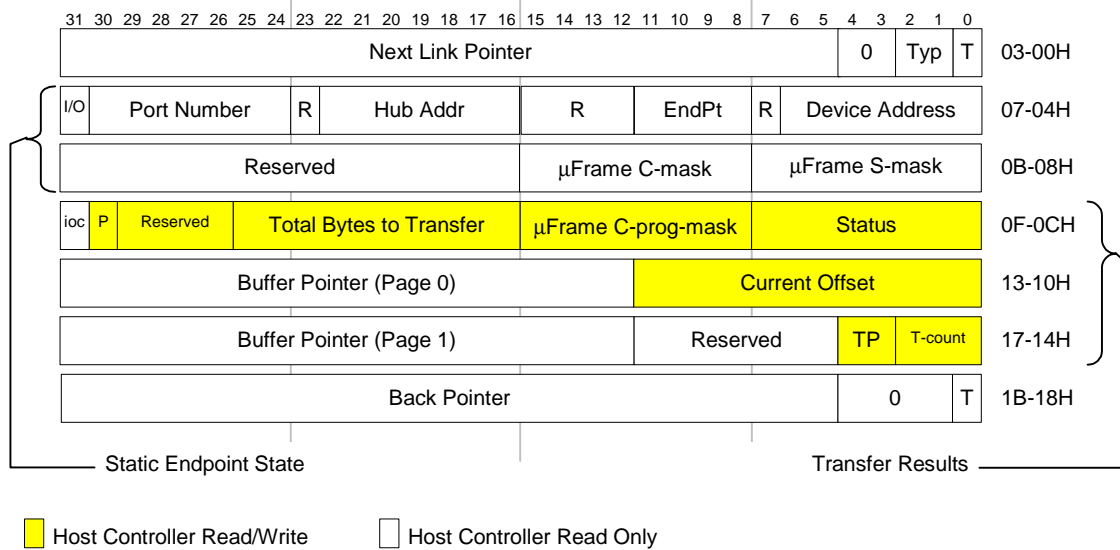 31 30 29 28 27 26 25 24 23 22 21 20 19 18 17 16 15 14 13 12 11 10 9 8 7 6 5 4 3 2 1 0
Next Link Pointer 0 Typ T 03-00H
I/O Port Number R Hub Addr R EndPt R Device Address 07-04H
Reserved μFrame C-mask μFrame S-mask 0B-08H
ioc P Reserved Total Bytes to Transfer μFrame C-prog-mask Status 0F-0CH
Buffer Pointer (Page 0) Current Offset 13-10H
Buffer Pointer (Page 1) Reserved TP T-count 17-14H
Back Pointer 0 T 1B-18H
Static Endpoint State Transfer Results
Host Controller Read/Write Host Controller Read Only